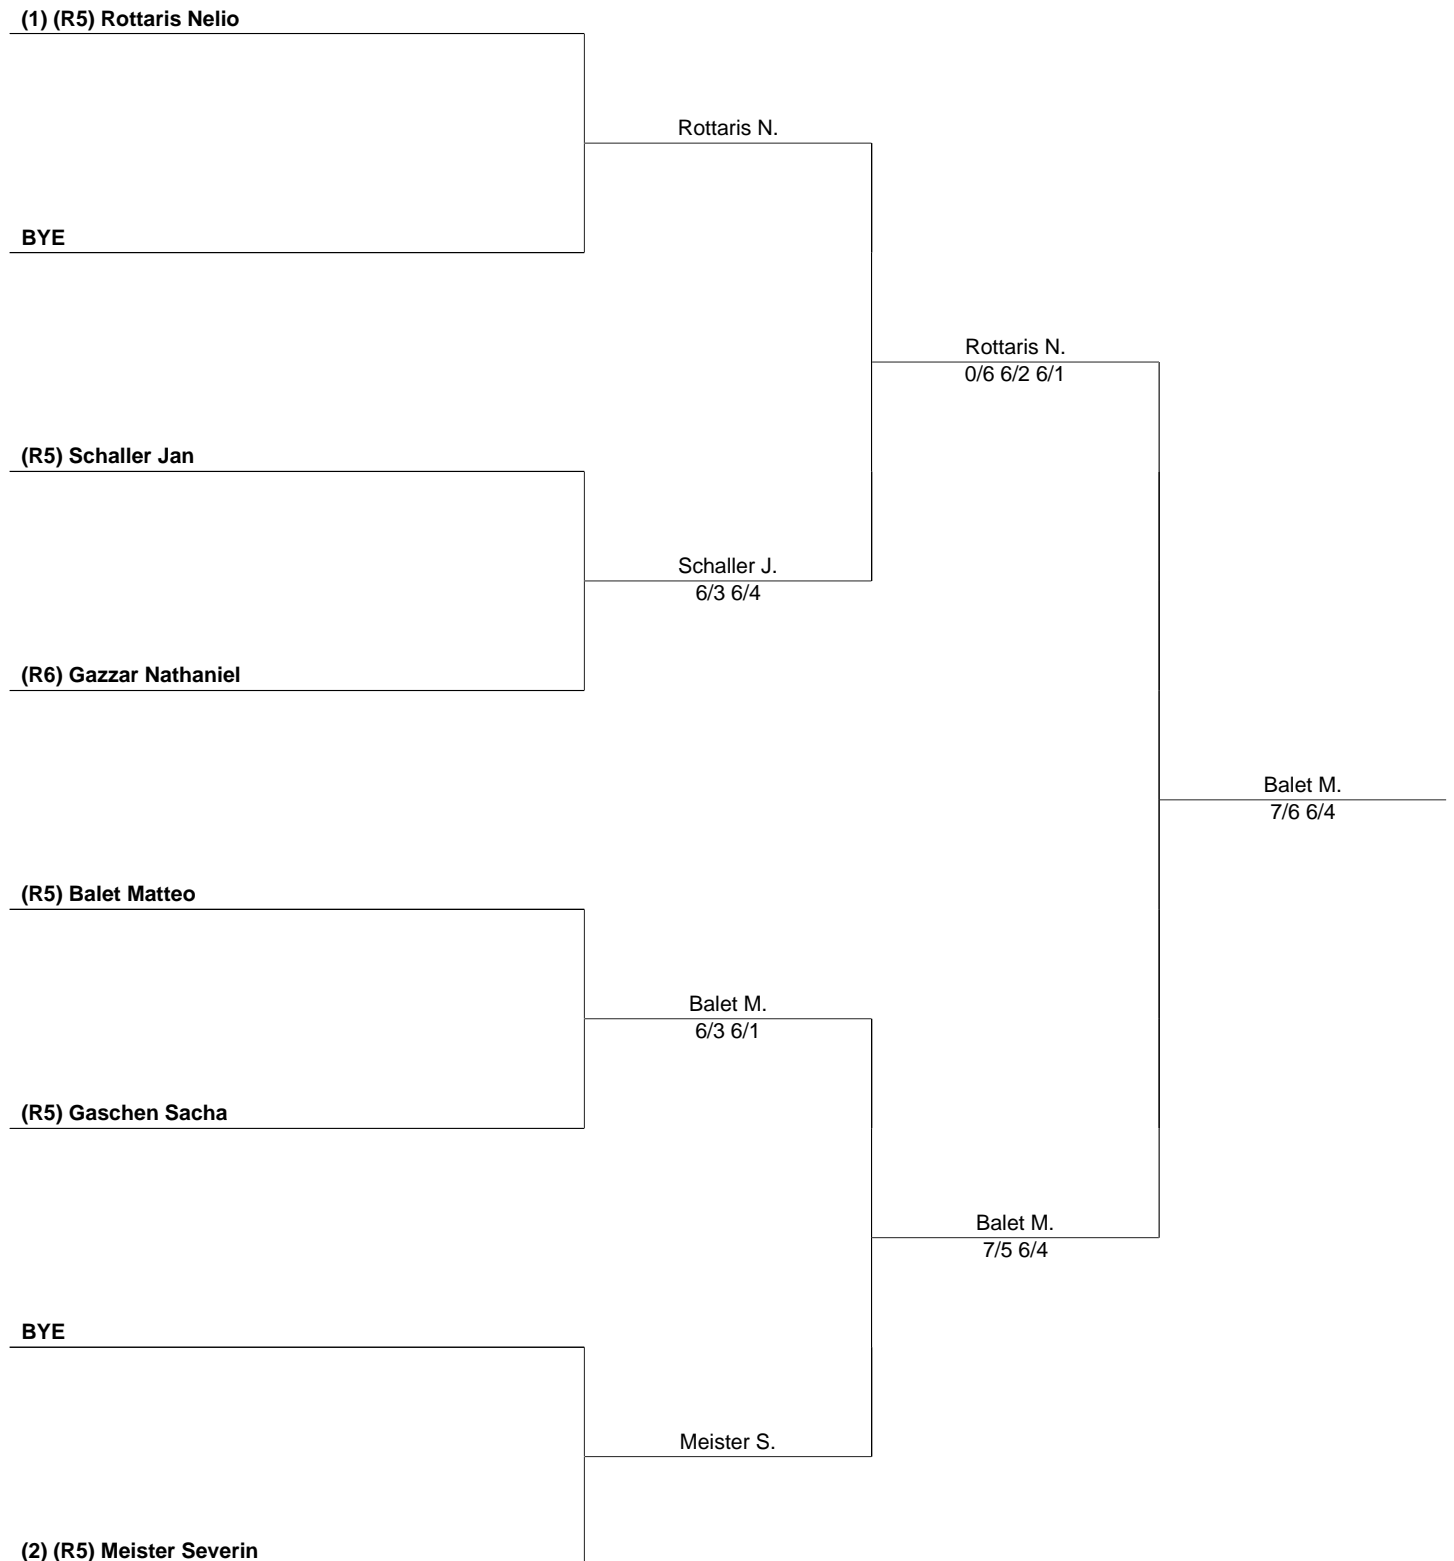 (1) (R5) Rottaris Nelio
Rottaris N.
BYE
Rottaris N.
0/6 6/2 6/1
(R5) Schaller Jan
Schaller J.
6/3 6/4
(R6) Gazzar Nathaniel
Balet M.
7/6 6/4
(R5) Balet Matteo
Balet M.
6/3 6/1
(R5) Gaschen Sacha
Balet M.
7/5 6/4
BYE
Meister S.
(2) (R5) Meister Severin